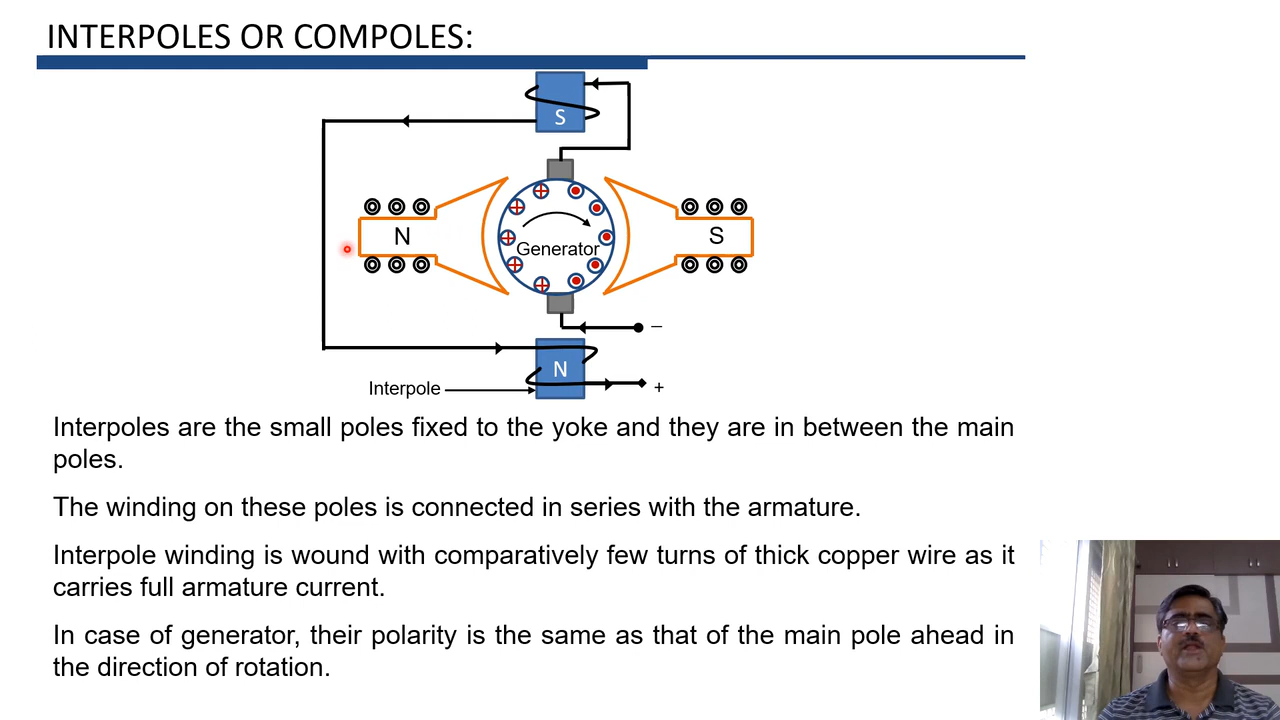 INTERPOLES OR COMPOLES:
S
N
Generator
S
–
N
Interpole
+
Interpoles are the small poles fixed to the yoke and they are in between the main
poles.
The winding on these poles is connected in series with the armature.
Interpole winding is wound with comparatively few turns of thick copper wire as it
carries full armature current.
In case of generator, their polarity is the same as that of the main pole ahead in
the direction of rotation.